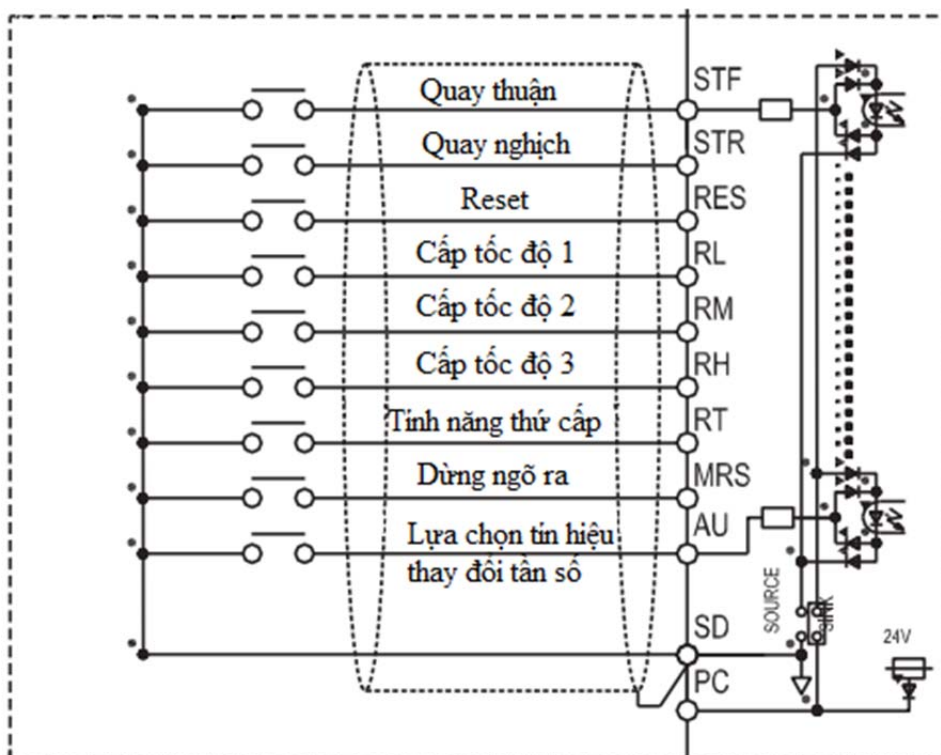 Quay thuận
STF
Quay nghịch
STR
Reset
RES
Cấp tốc độ 1
RL
Cấp tốc độ 2
RM
Cấp tốc độ 3
RH
Tính năng thứ cấp
RT
Dừng ngõ ra
MRS
Lựa chọn tín hiệu
thay đổi tần số
AU
SOURCE
SINK
SD
24V
PC